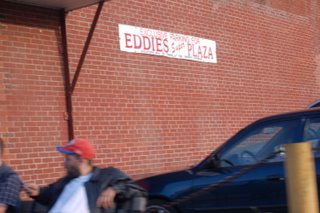 EXCLUSIVE PARKING FOR
EDDIES PLAZA